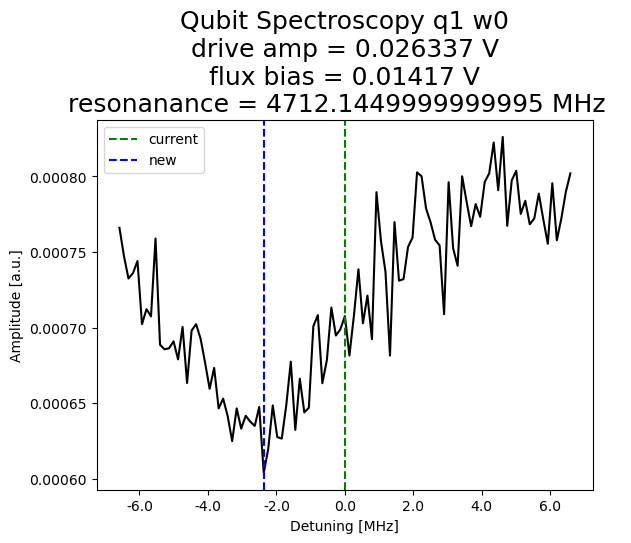 Qubit Spectroscopy q1 w0
drive amp = 0.026337 V
flux bias = 0.01417 V
resonanance = 4712.1449999999995 MHz
current
new
Amplitude [a.u.]
0.00080
0.00075
0.00070
0.00065
0.00060
-6.0 -4.0 -2.0 0.0 2.0 4.0 6.0
Detuning [MHz]